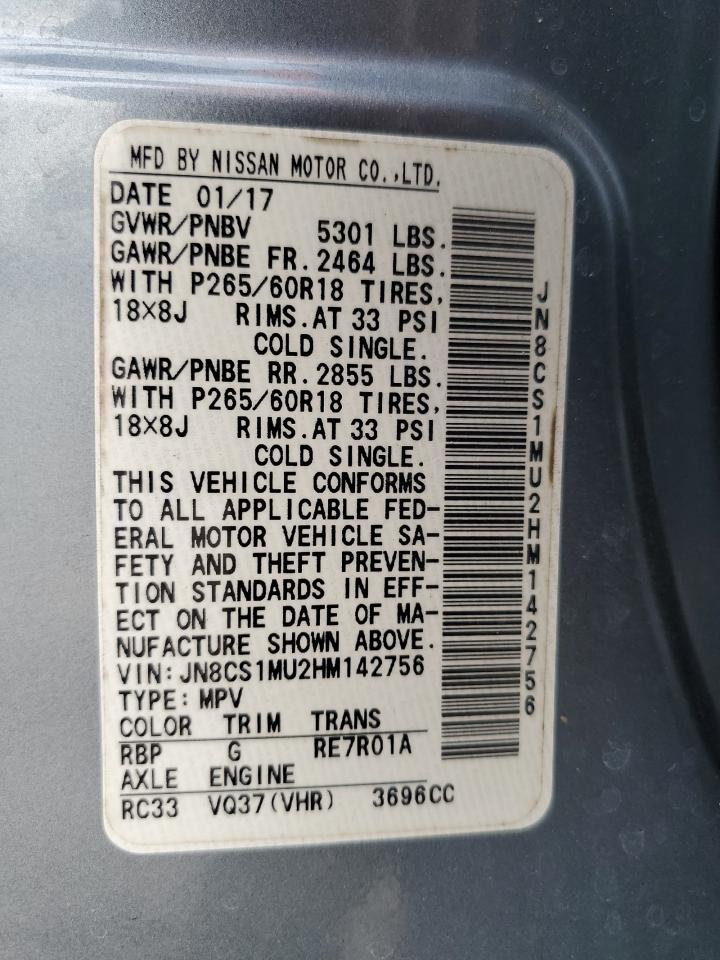 MFD BY NISSAN MOTOR CO.,LTD.
DATE 01/17
GVWR/PNBV 5301 LBS.
GAWR/PNBE FR.2464 LBS.
WITH P265/60R18 TIRES,
18X8J RIMS.AT 33 PSI
COLD SINGLE.
GAWR/PNBE RR.2855 LBS.
WITH P265/60R18 TIRES,
18X8J RIMS.AT 33 PSI
COLD SINGLE.
THIS VEHICLE CONFORMS
TO ALL APPLICABLE FED-
ERAL MOTOR VEHICLE SA-
FETY AND THEFT PREVEN-
TION STANDARDS IN EFF-
ECT ON THE DATE OF MA-
NUFACTURE SHOWN ABOVE.
VIN:JN8CS1MU2HM142756
TYPE:MPV
COLOR TRIM TRANS
RBP G RE7R01A
AXLE ENGINE
RC33 VQ37(VHR) 3696CC
JN8CS1MU2HM142756